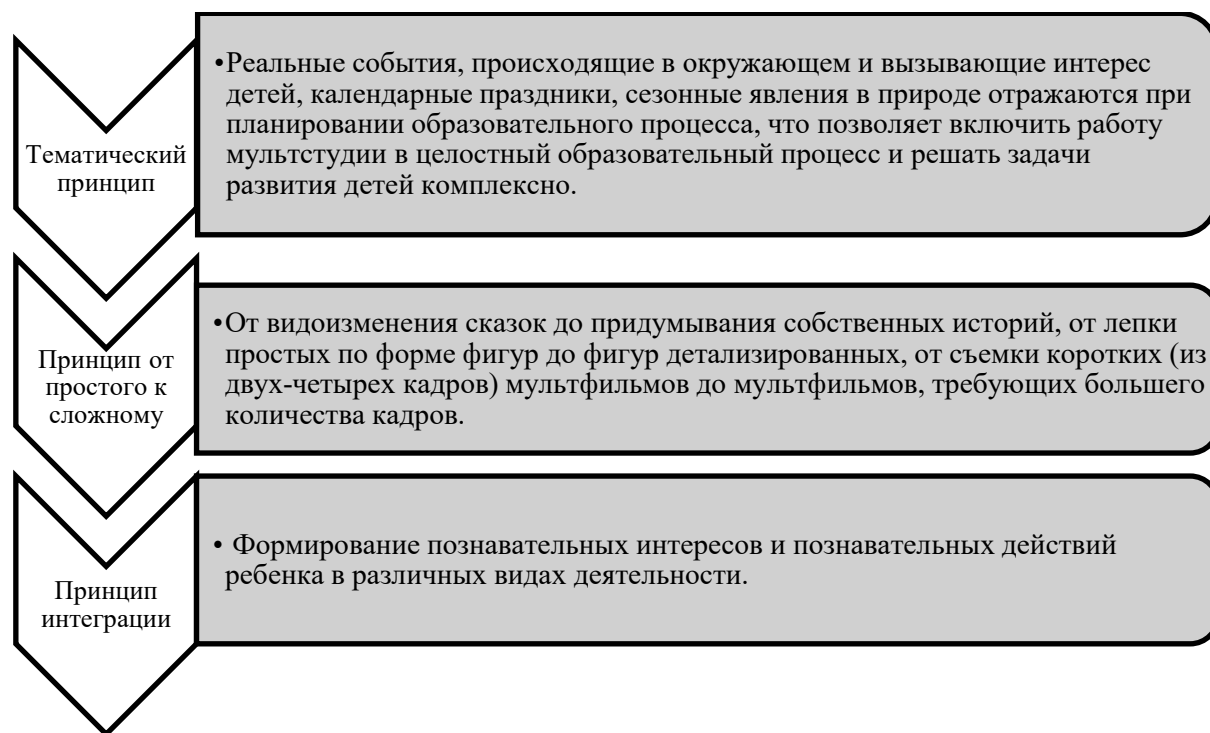 Тематический
принцип
•Реальные события, происходящие в окружающем и вызывающие интерес
детей, календарные праздники, сезонные явления в природе отражаются при
планировании образовательного процесса, что позволяет включить работу
мультстудии в целостный образовательный процесс и решать задачи
развития детей комплексно.
Принцип от
простого к
сложному
•От видоизменения сказок до придумывания собственных историй, от лепки
простых по форме фигур до фигур детализированных, от съемки коротких (из
двух-четырех кадров) мультфильмов до мультфильмов, требующих большего
количества кадров.
Принцип
интеграции
• Формирование познавательных интересов и познавательных действий
ребенка в различных видах деятельности.